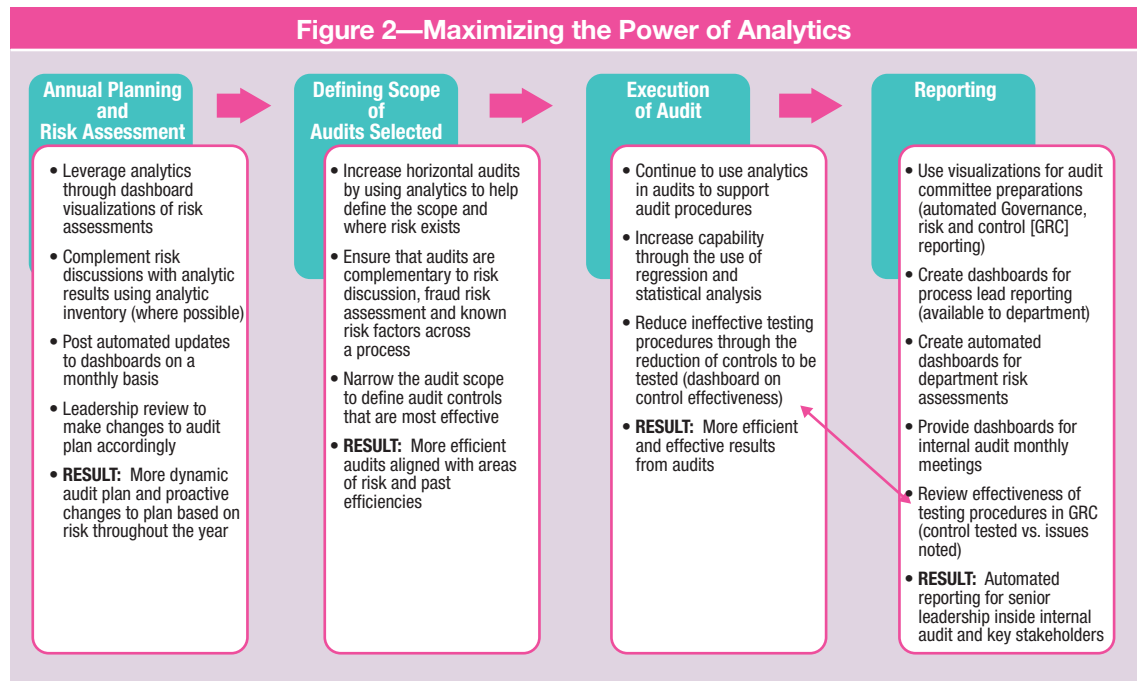 Figure 2—Maximizing the Power of Analytics
Annual Planning
and
Risk Assessment
• Leverage analytics
through dashboard
visualizations of risk
assessments
• Complement risk
discussions with analytic
results using analytic
inventory (where possible)
• Post automated updates
to dashboards on a
monthly basis
• Leadership review to
make changes to audit
plan accordingly
• RESULT: More dynamic
audit plan and proactive
changes to plan based on
risk throughout the year
Defining Scope
of
Audits Selected
• Increase horizontal audits
by using analytics to help
define the scope and
where risk exists
• Ensure that audits are
complementary to risk
discussion, fraud risk
assessment and known
risk factors across
a process
• Narrow the audit scope
to define audit controls
that are most effective
• RESULT: More efficient
audits aligned with areas
of risk and past
efficiencies
Execution
of Audit
• Continue to use analytics
in audits to support
audit procedures
• Increase capability
through the use of
regression and
statistical analysis
• Reduce ineffective testing
procedures through the
reduction of controls to be
tested (dashboard on
control effectiveness)
• RESULT: More efficient
and effective results
from audits
Reporting
• Use visualizations for audit
committee preparations
(automated Governance,
risk and control [GRC]
reporting)
• Create dashboards for
process lead reporting
(available to department)
• Create automated
dashboards for
department risk
assessments
• Provide dashboards for
internal audit monthly
meetings
• Review effectiveness of
testing procedures in GRC
(control tested vs. issues
noted)
• RESULT: Automated
reporting for senior
leadership inside internal
audit and key stakeholders